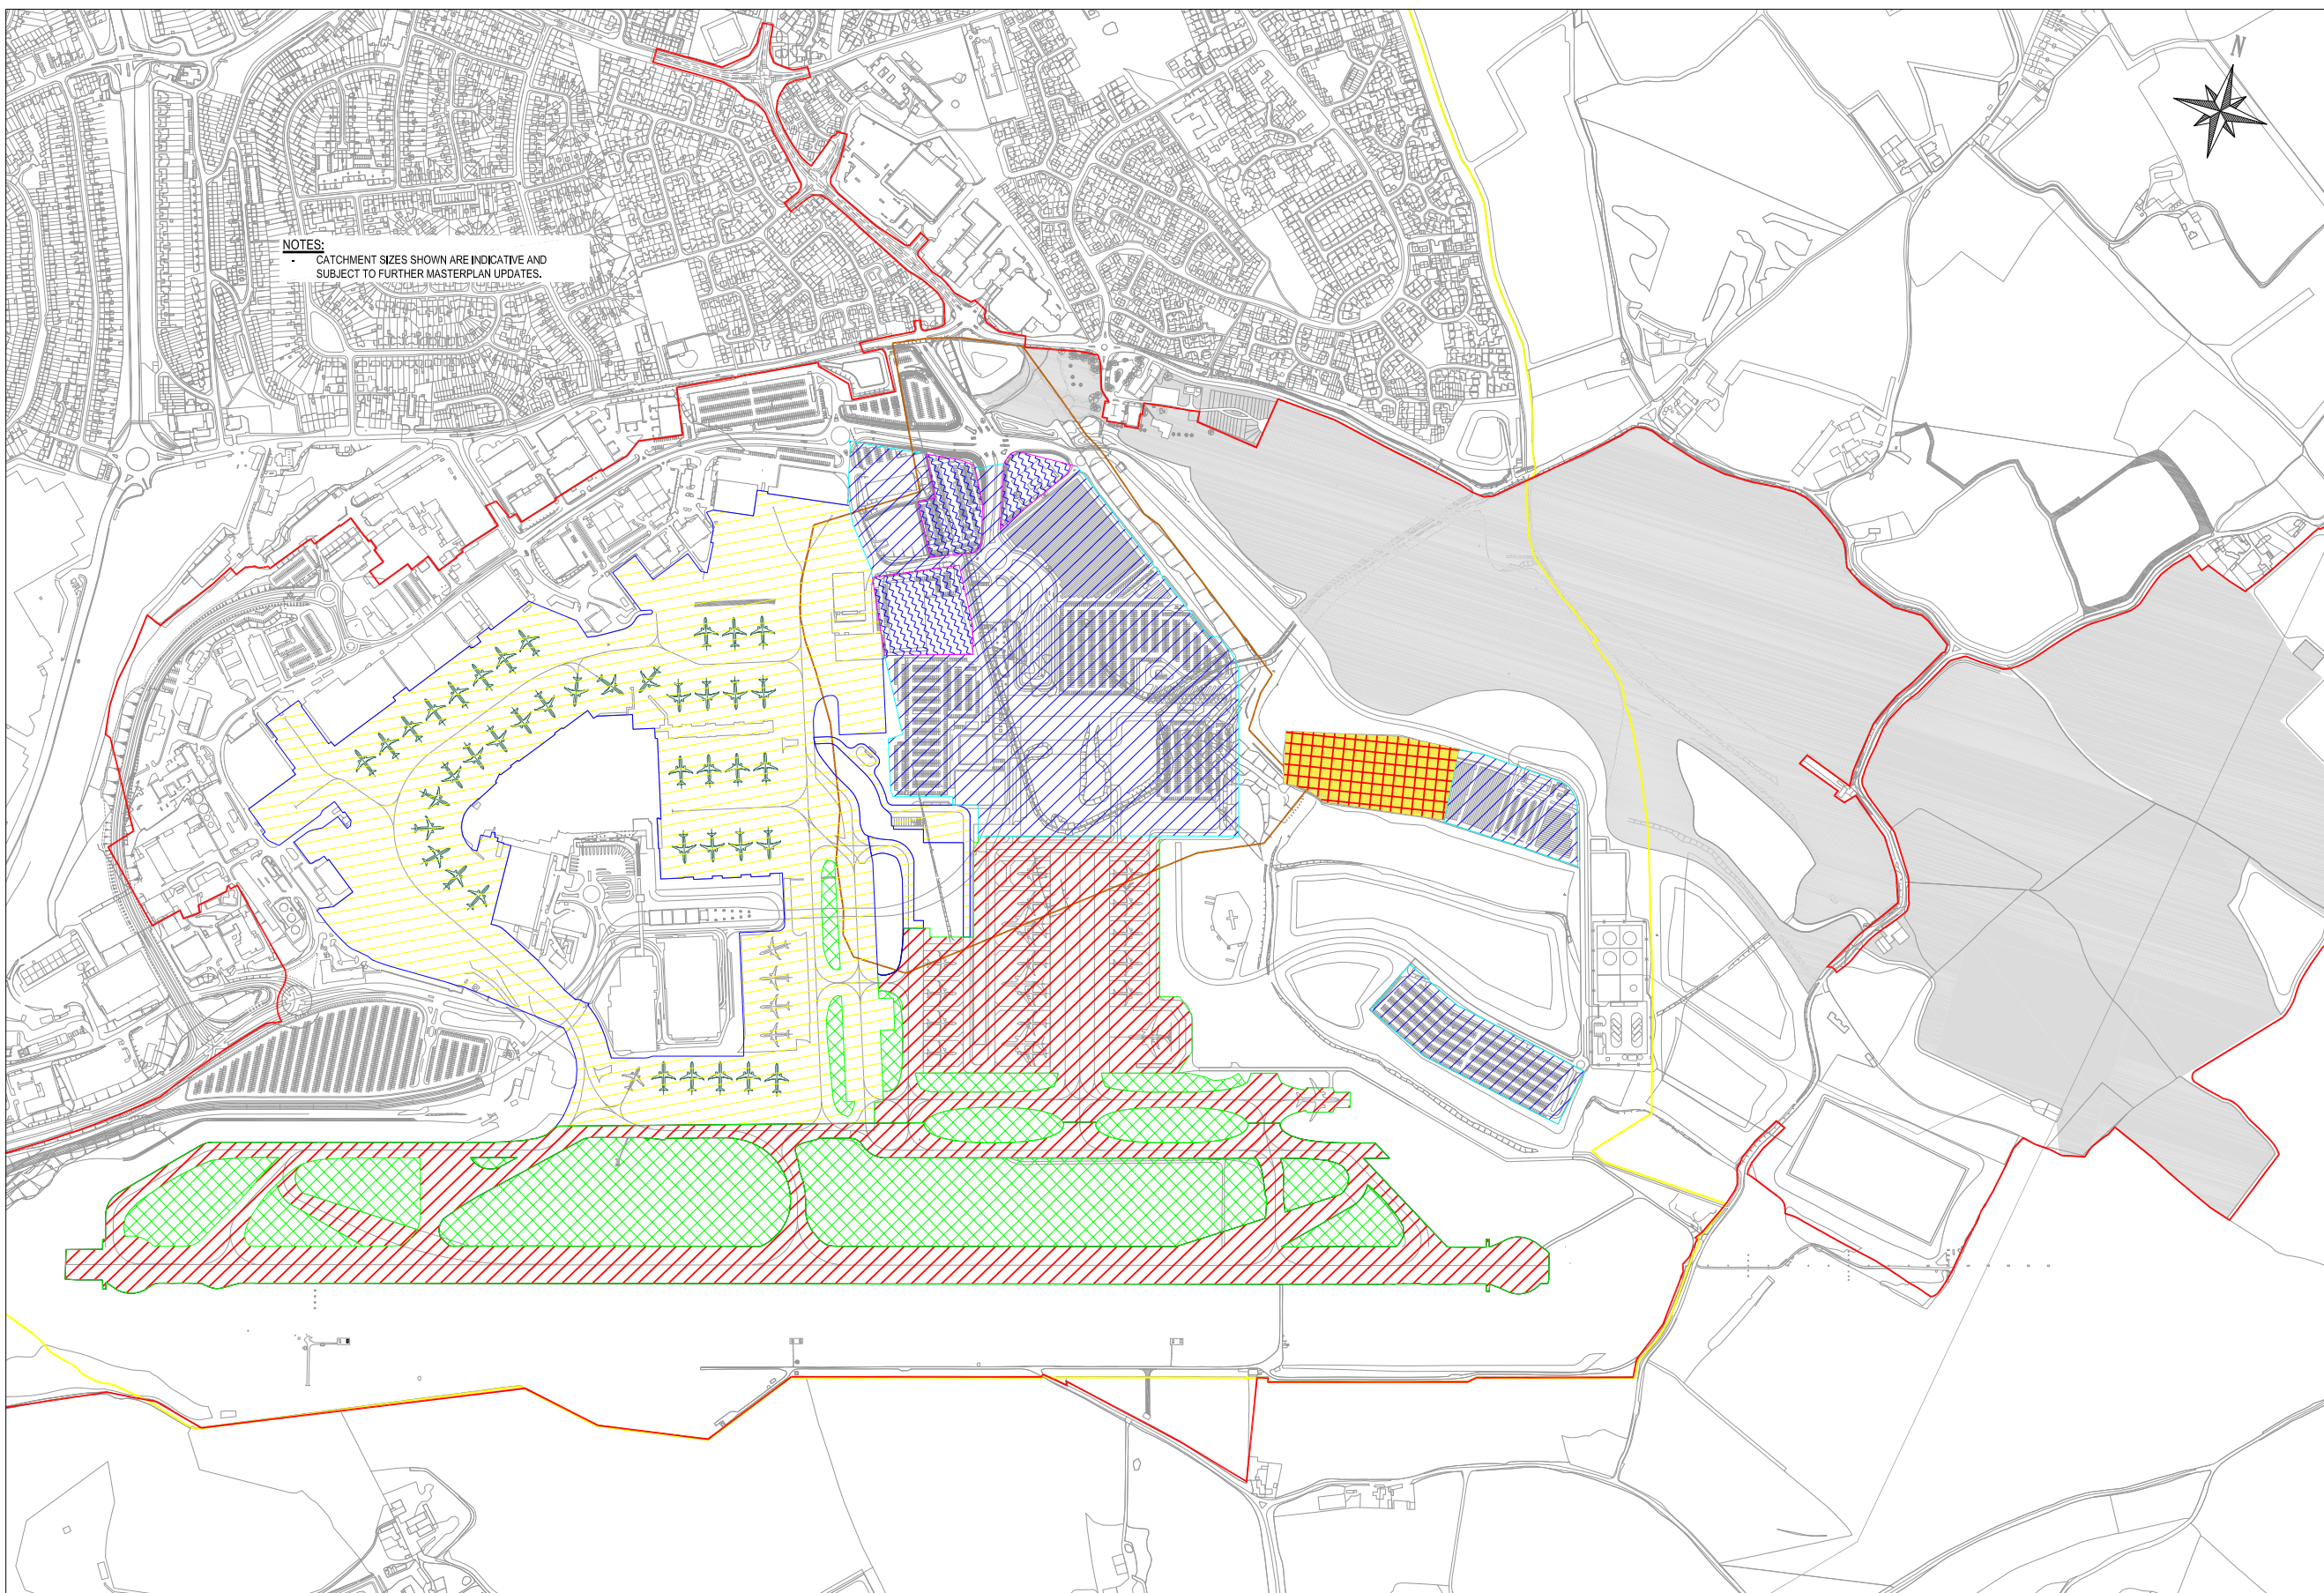 N
NOTES:
- CATCHMENT SIZES SHOWN ARE INDICATIVE AND
SUBJECT TO FURTHER MASTERPLAN UPDATES.